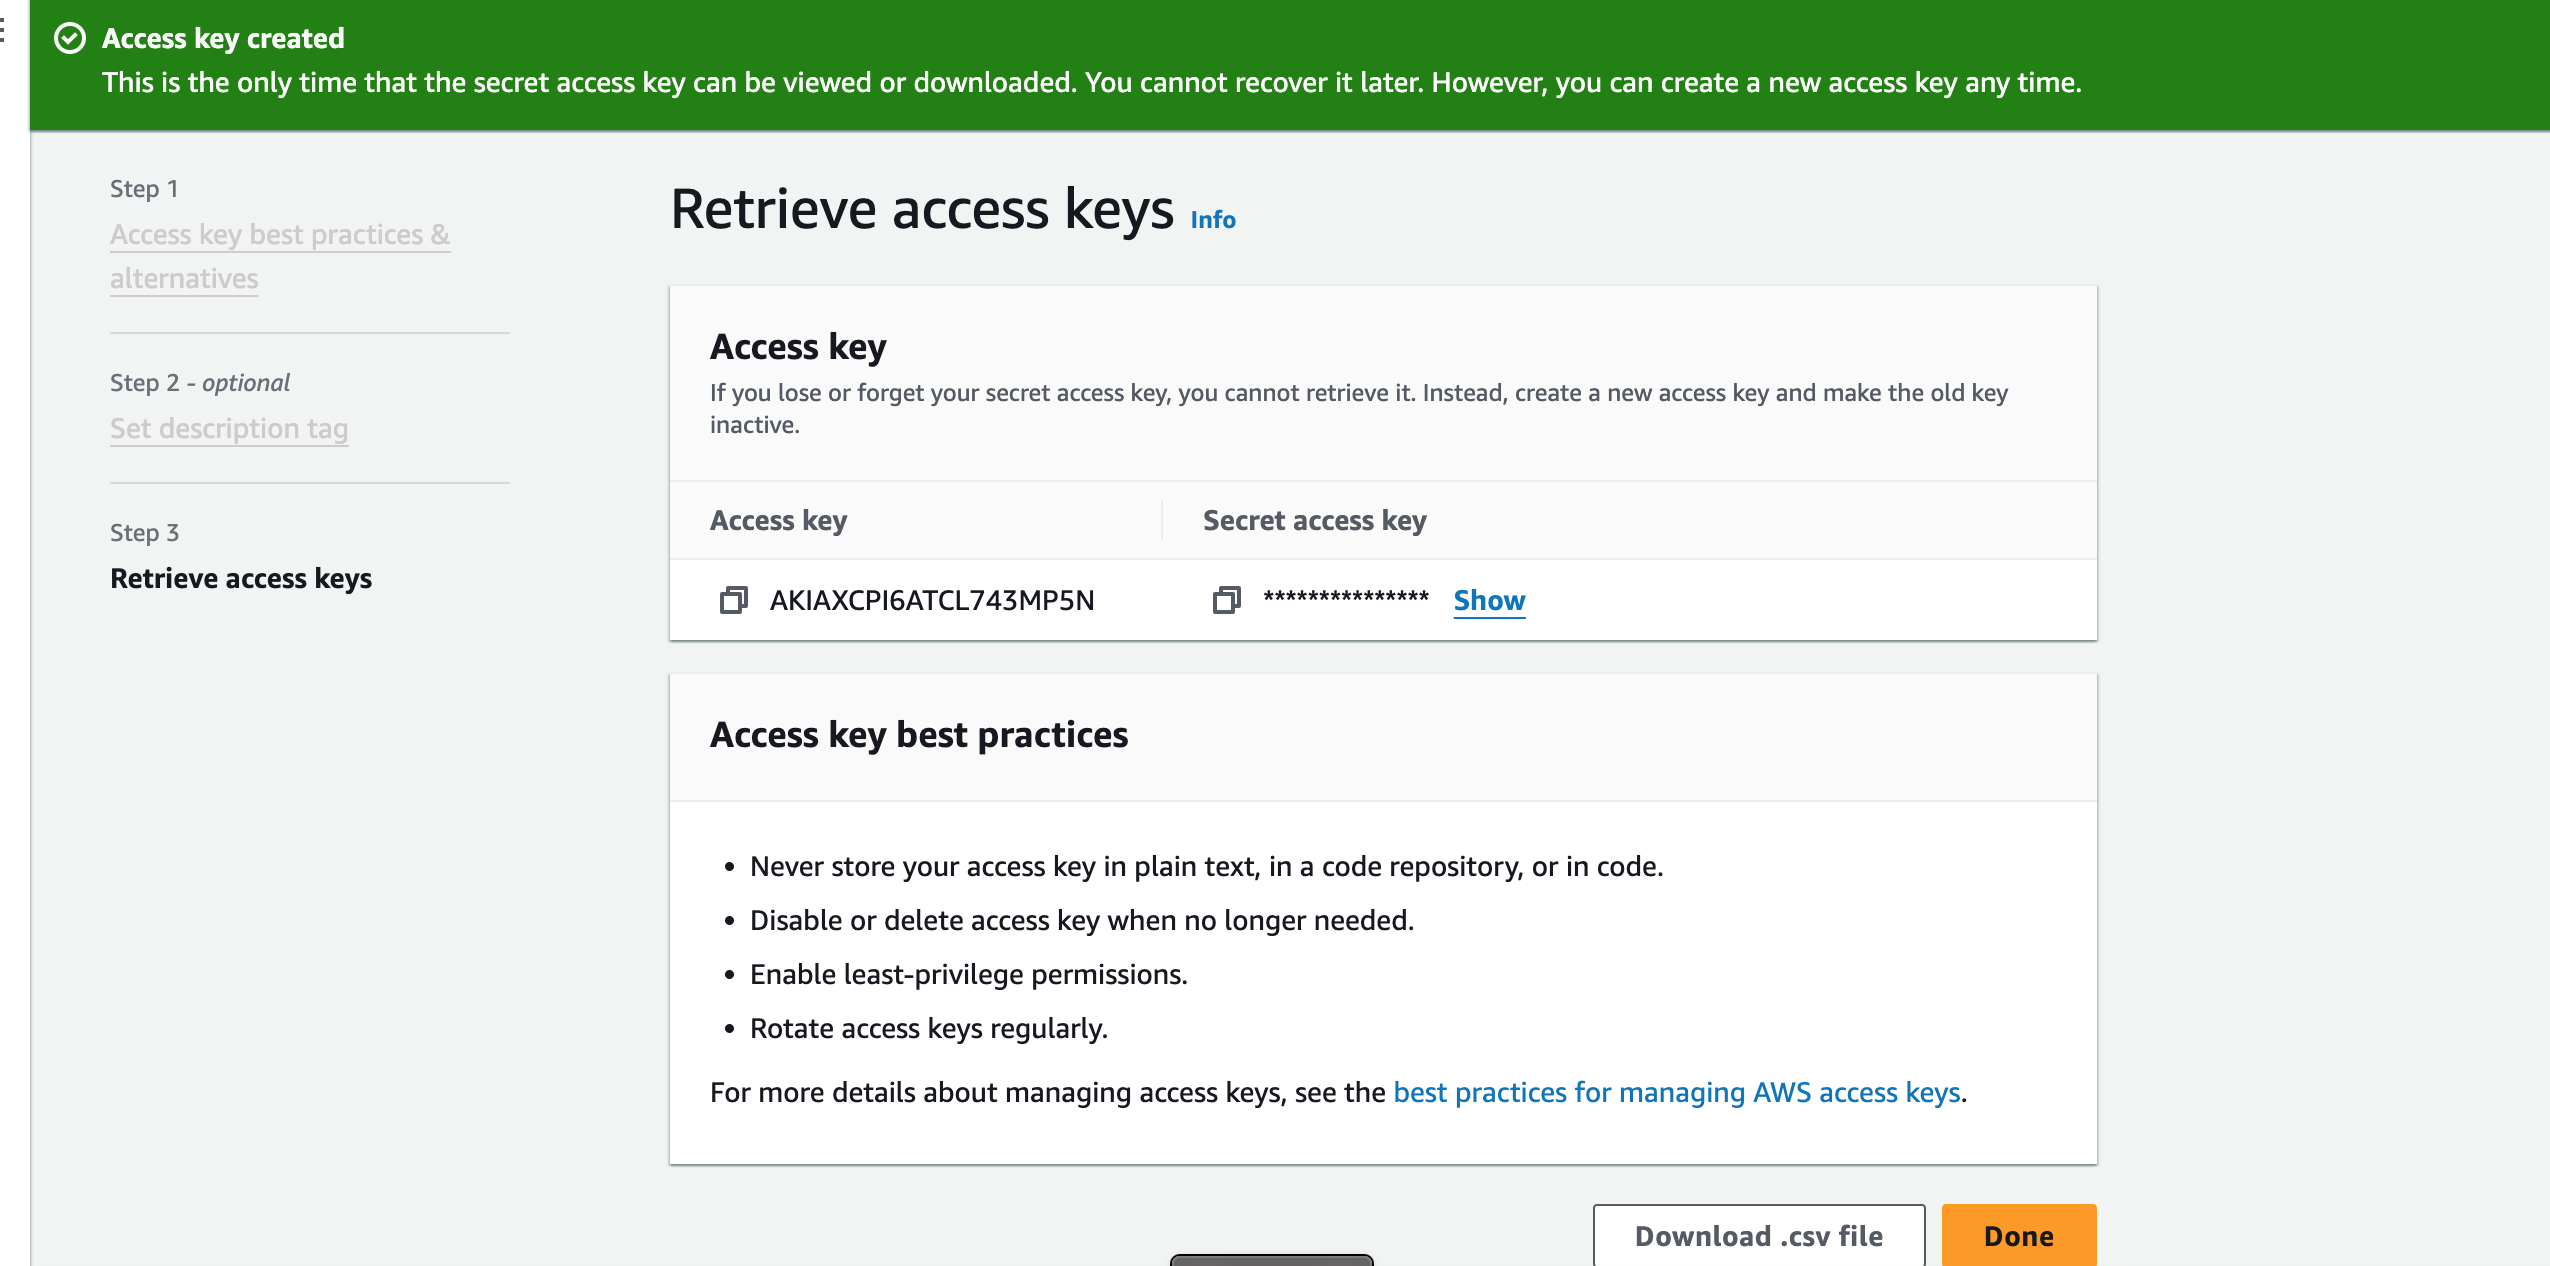 Access key created
This is the only time that the secret access key can be viewed or downloaded. You cannot recover it later. However, you can create a new access key any time.
Step 1
Access key best practices &
alternatives
Step 2 - optional
Set description tag
Step 3
Retrieve access keys
Retrieve access keys Info
Access key
If you lose or forget your secret access key, you cannot retrieve it. Instead, create a new access key and make the old key
inactive.
Access key
Secret access key
AKIAXCPI6ATCL743MP5N
*************** Show
Access key best practices
• Never store your access key in plain text, in a code repository, or in code.
• Disable or delete access key when no longer needed.
• Enable least-privilege permissions.
• Rotate access keys regularly.
For more details about managing access keys, see the best practices for managing AWS access keys.
Download .csv file
Done